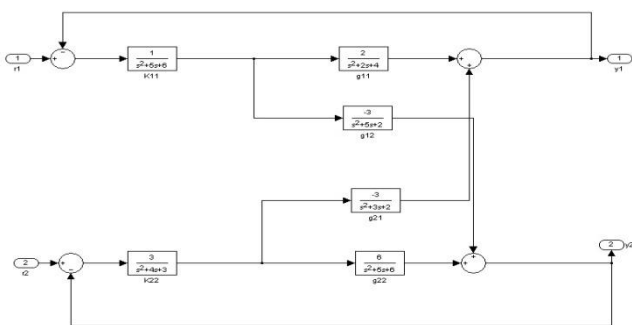 1
r1
1
s²+5s+6
K11
2
s²+2s+4
g11
1
y1
-3
s²+5s+2
g12
-3
s²+3s+2
g21
2
r2
3
s²+4s+3
K22
6
s²+5s+6
g22
2
y2